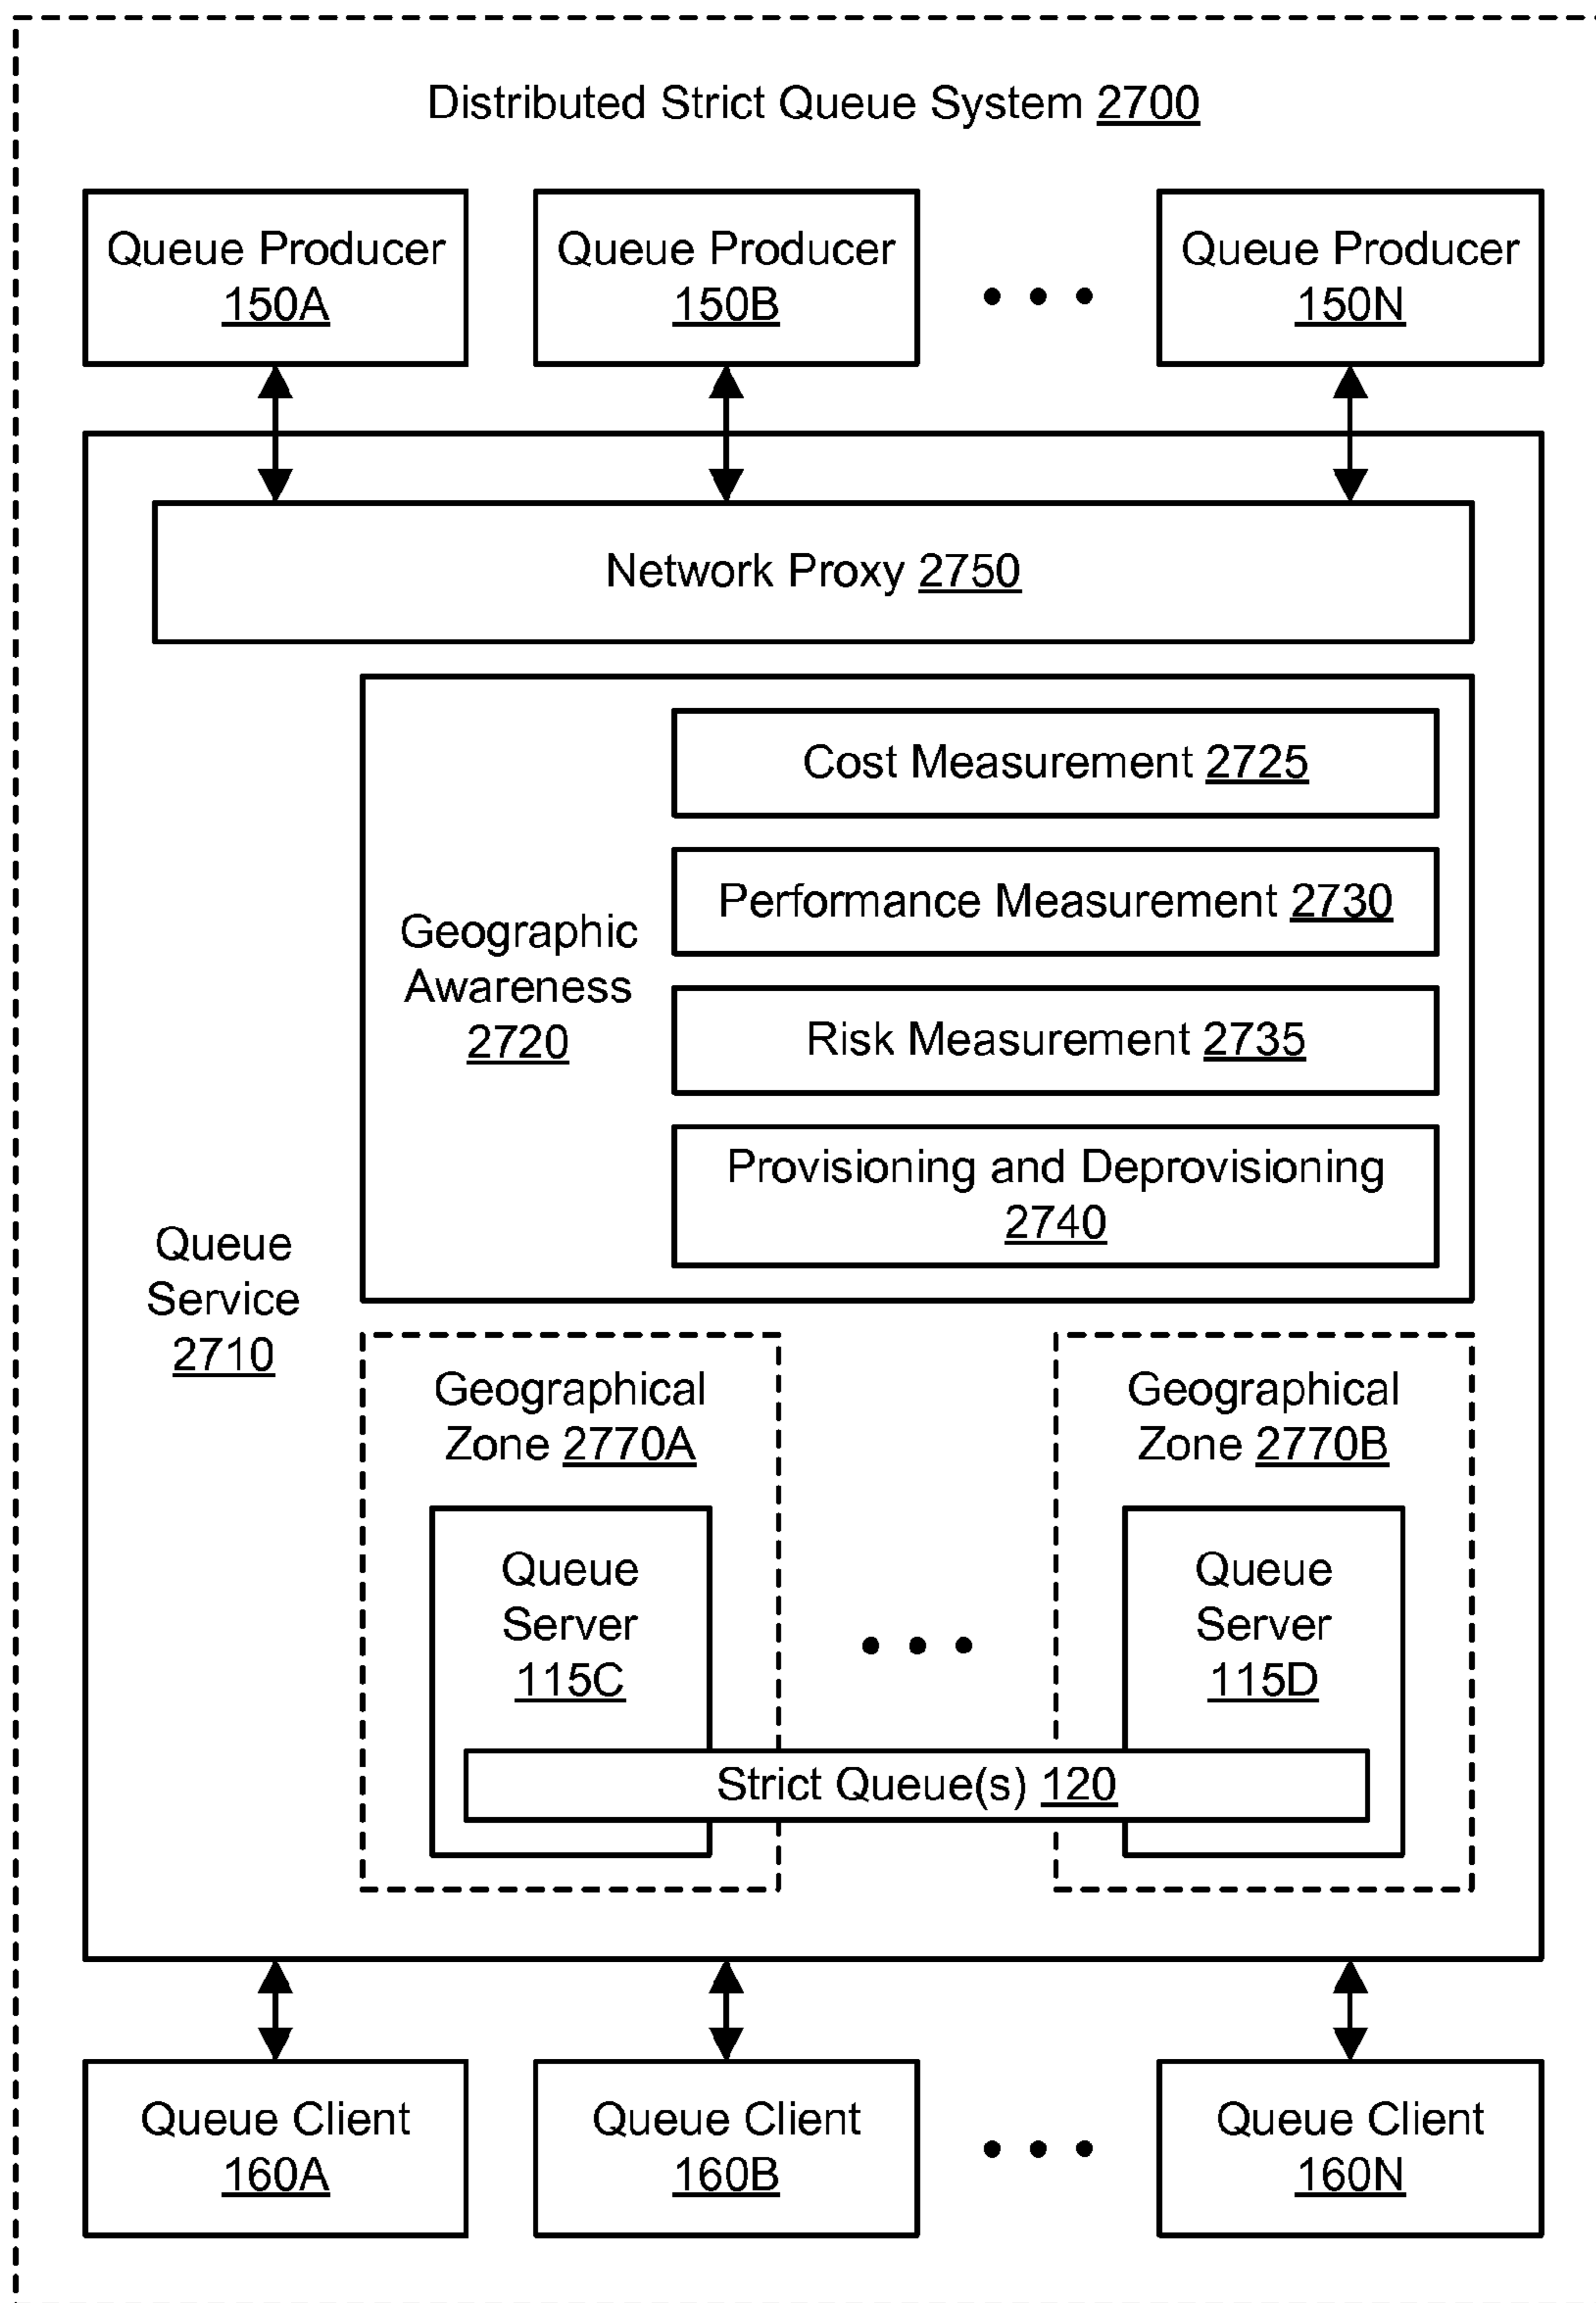 Distributed Strict Queue System 2700
Queue Producer
150A
Queue Producer
150B
Queue Producer
150N
Network Proxy 2750
Geographic
Awareness
2720
Cost Measurement 2725
Performance Measurement 2730
Risk Measurement 2735
Provisioning and Deprovisioning
2740
Queue
Service
2710
Geographical
Zone 2770A
Queue
Server
115C
Geographical
Zone 2770B
Queue
Server
115D
Strict Queue(s) 120
Queue Client
160A
Queue Client
160B
Queue Client
160N